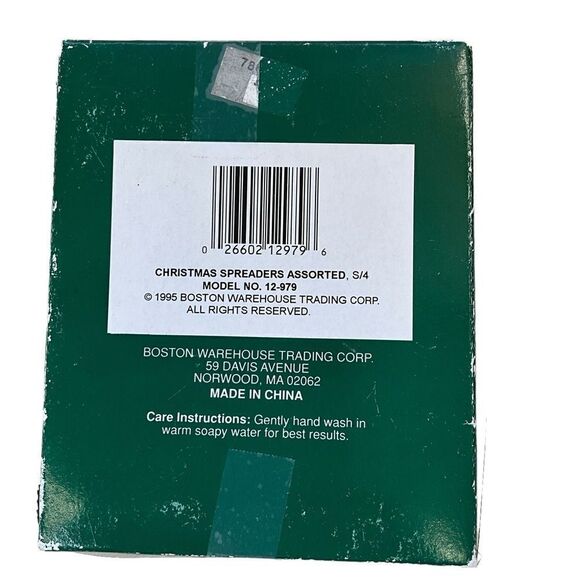 0 26602 12979 6
CHRISTMAS SPREADERS ASSORTED, S/4
MODEL NO. 12-979
© 1995 BOSTON WAREHOUSE TRADING CORP.
ALL RIGHTS RESERVED.
BOSTON WAREHOUSE TRADING CORP.
59 DAVIS AVENUE
NORWOOD, MA 02062
MADE IN CHINA
Care Instructions: Gently hand wash in
warm soapy water for best results.